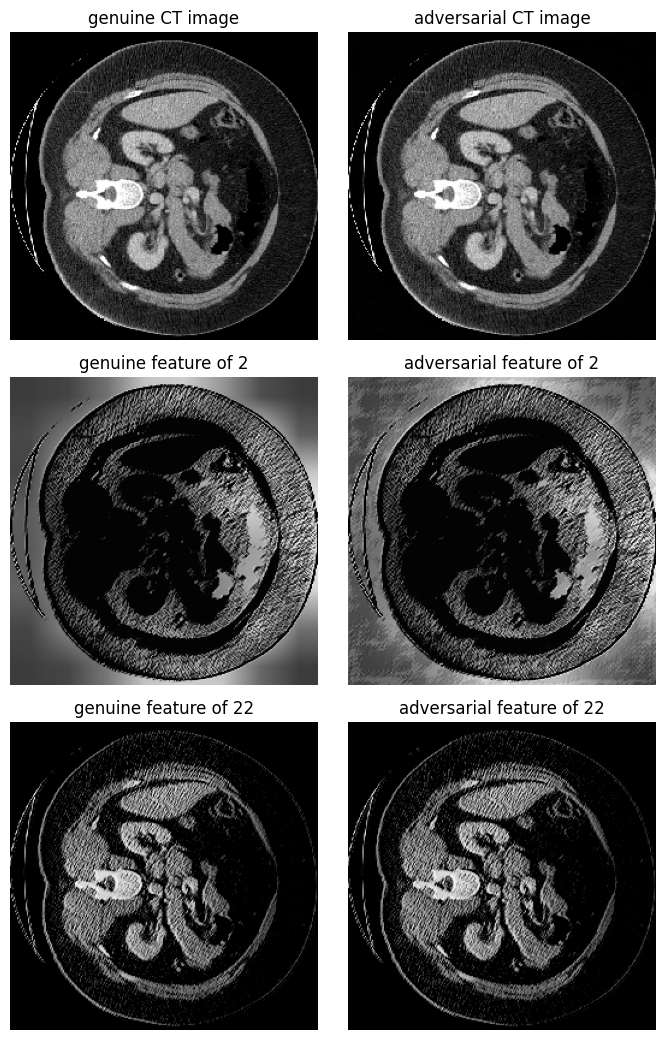 genuine CT image
adversarial CT image
genuine feature of 2
adversarial feature of 2
genuine feature of 22
adversarial feature of 22